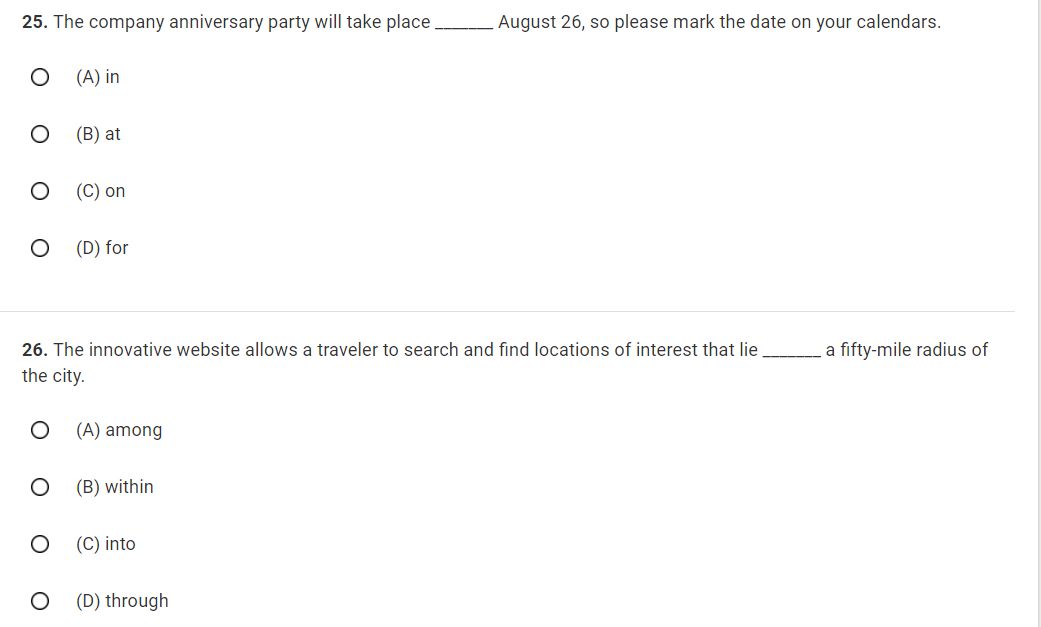 25. The company anniversary party will take place _______ August 26, so please mark the date on your calendars.
(A) in
(B) at
(C) on
(D) for
26. The innovative website allows a traveler to search and find locations of interest that lie _______ a fifty-mile radius of
the city.
(A) among
(B) within
(C) into
(D) through